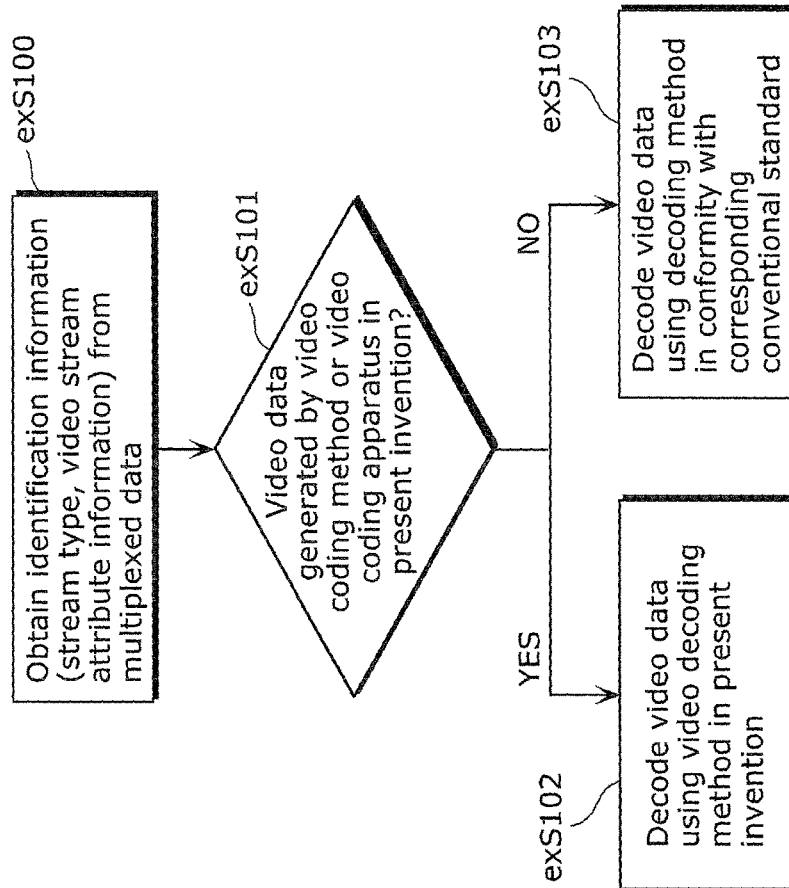 exS100
Obtain identification information
(stream type, video stream
attribute information) from
multiplexed data
exS101
Video data
generated by video
coding method or video
coding apparatus in
present invention?
YES
NO
exS102
Decode video data
using video decoding
method in present
invention
exS103
Decode video data
using decoding method
in conformity with
corresponding
conventional standard